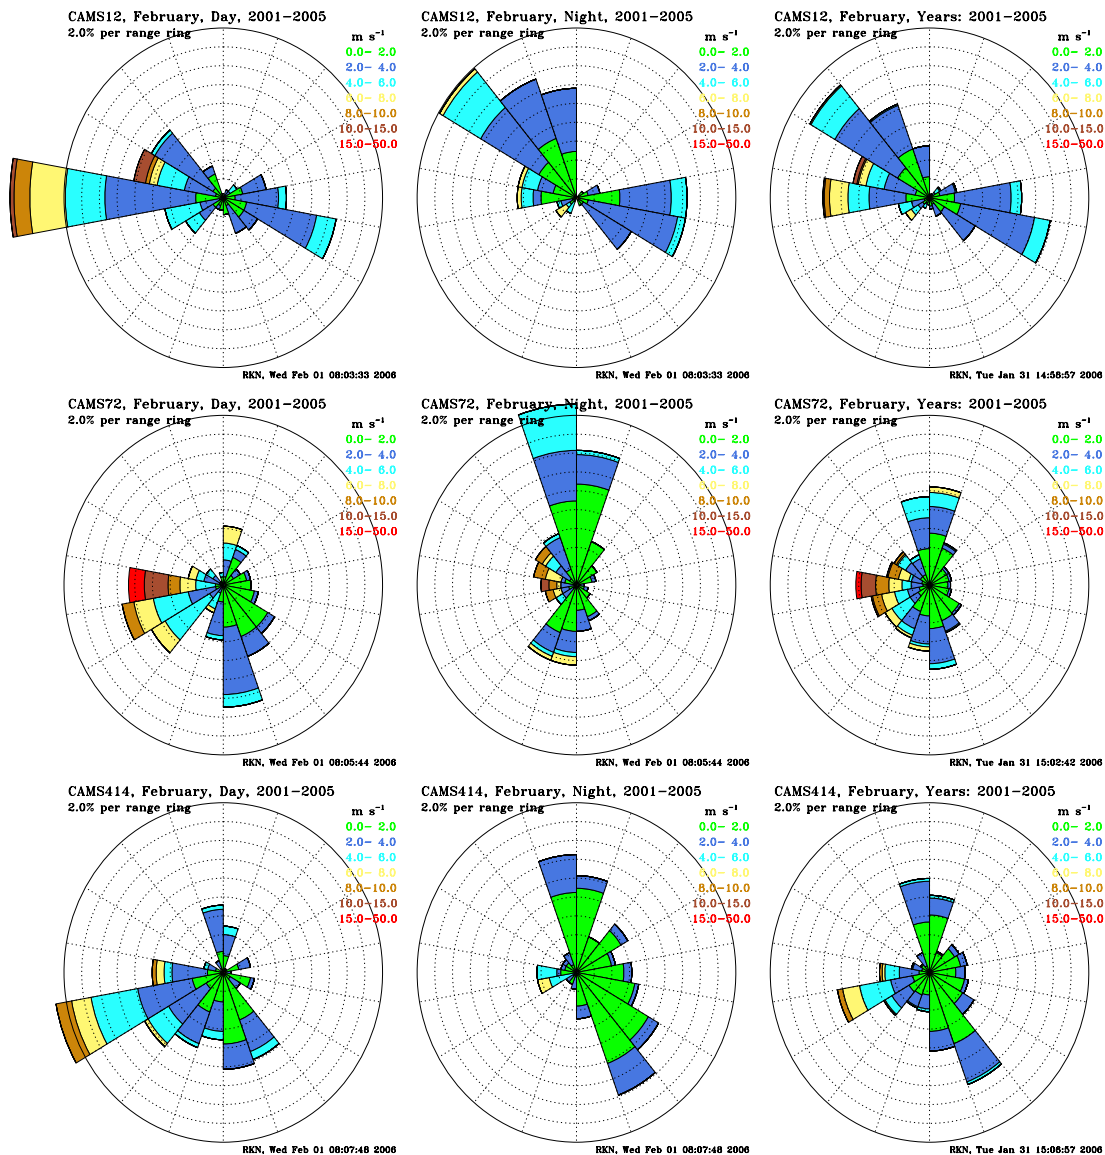 CAMS12, February, Day, 2001-2005
2.0% per range ring
m s⁻¹
0.0- 2.0
2.0- 4.0
4.0- 6.0
6.0- 8.0
8.0-10.0
10.0-15.0
15.0-50.0
RKN, Wed Feb 01 08:03:33 2006
CAMS12, February, Night, 2001-2005
2.0% per range ring
m s⁻¹
0.0- 2.0
2.0- 4.0
4.0- 6.0
6.0- 8.0
8.0-10.0
10.0-15.0
15.0-50.0
RKN, Wed Feb 01 08:03:33 2006
CAMS12, February, Years: 2001-2005
2.0% per range ring
m s⁻¹
0.0- 2.0
2.0- 4.0
4.0- 6.0
6.0- 8.0
8.0-10.0
10.0-15.0
15.0-50.0
RKN, Tue Jan 31 14:58:57 2006
CAMS72, February, Day, 2001-2005
2.0% per range ring
m s⁻¹
0.0- 2.0
2.0- 4.0
4.0- 6.0
6.0- 8.0
8.0-10.0
10.0-15.0
15.0-50.0
RKN, Wed Feb 01 08:05:44 2006
CAMS72, February, Night, 2001-2005
2.0% per range ring
m s⁻¹
0.0- 2.0
2.0- 4.0
4.0- 6.0
6.0- 8.0
8.0-10.0
10.0-15.0
15.0-50.0
RKN, Wed Feb 01 08:05:44 2006
CAMS72, February, Years: 2001-2005
2.0% per range ring
m s⁻¹
0.0- 2.0
2.0- 4.0
4.0- 6.0
6.0- 8.0
8.0-10.0
10.0-15.0
15.0-50.0
RKN, Tue Jan 31 15:02:42 2006
CAMS414, February, Day, 2001-2005
2.0% per range ring
m s⁻¹
0.0- 2.0
2.0- 4.0
4.0- 6.0
6.0- 8.0
8.0-10.0
10.0-15.0
15.0-50.0
RKN, Wed Feb 01 08:07:48 2006
CAMS414, February, Night, 2001-2005
2.0% per range ring
m s⁻¹
0.0- 2.0
2.0- 4.0
4.0- 6.0
6.0- 8.0
8.0-10.0
10.0-15.0
15.0-50.0
RKN, Wed Feb 01 08:07:48 2006
CAMS414, February, Years: 2001-2005
2.0% per range ring
m s⁻¹
0.0- 2.0
2.0- 4.0
4.0- 6.0
6.0- 8.0
8.0-10.0
10.0-15.0
15.0-50.0
RKN, Tue Jan 31 15:06:57 2006